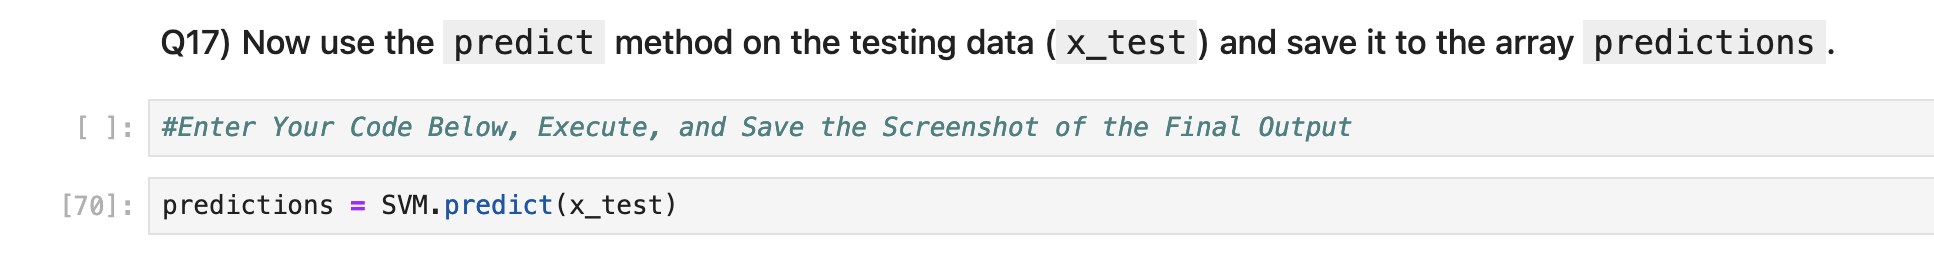 Q17) Now use the predict method on the testing data ( x_test ) and save it to the array predictions .
[ ]: #Enter Your Code Below, Execute, and Save the Screenshot of the Final Output
[70]: predictions = SVM.predict(x_test)